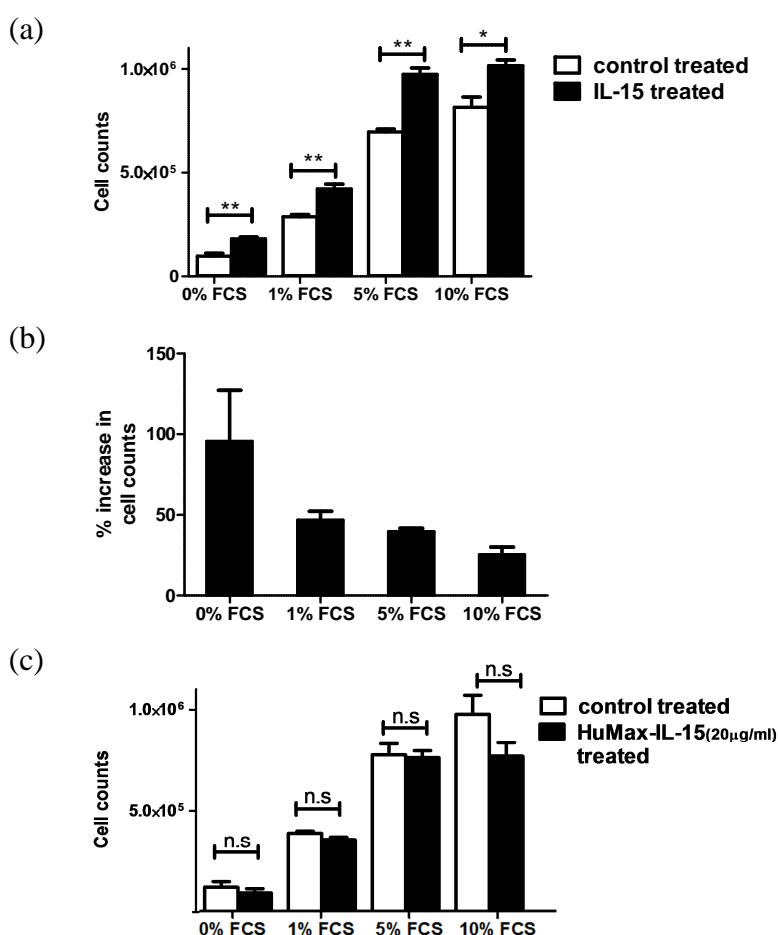 (a)
** ** ** *
1.0×10⁶
5.0×10⁵
0
Cell counts
0% FCS 1% FCS 5% FCS 10% FCS
control treated
IL-15 treated
(b)
150
100
50
0
% increase in
cell counts
0% FCS 1% FCS 5% FCS 10% FCS
(c)
n.s n.s n.s n.s
1.0×10⁶
5.0×10⁵
Cell counts
0% FCS 1% FCS 5% FCS 10% FCS
control treated
HuMax-IL-15(20μg/ml)
treated